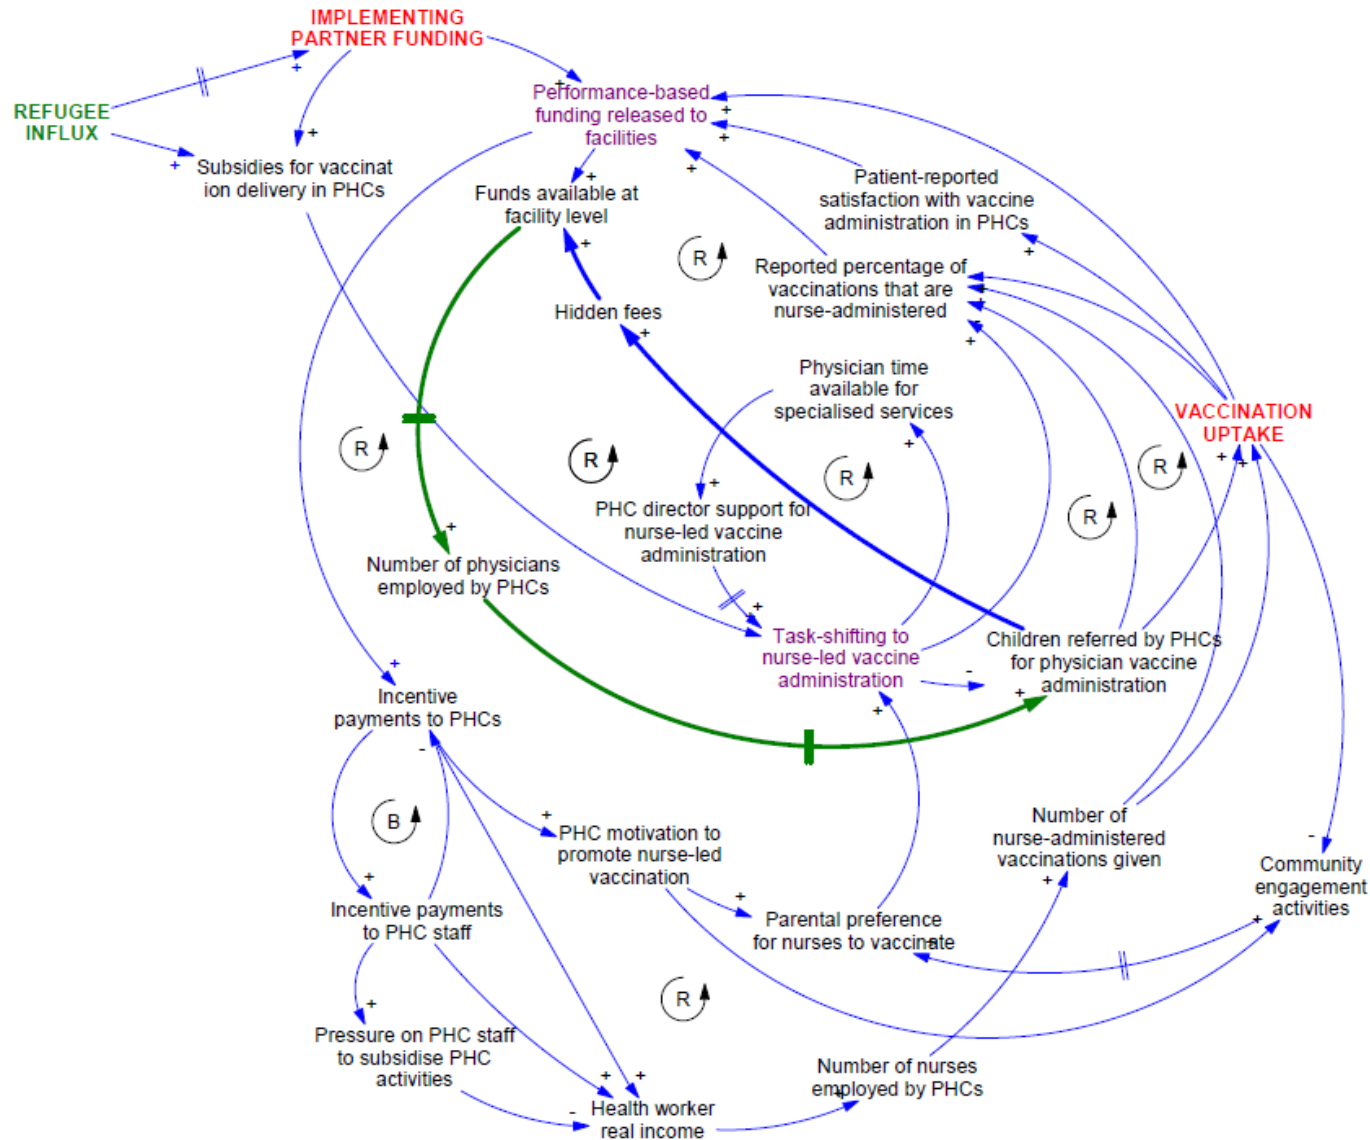 IMPLEMENTING
PARTNER FUNDING
REFUGEE
INFLUX
Subsidies for vaccinat
ion delivery in PHCs
Performance-based
funding released to
facilities
Funds available at
facility level
Patient-reported
satisfaction with vaccine
administration in PHCs
Reported percentage of
vaccinations that are
nurse-administered
Hidden fees
Physician time
available for
specialised services
VACCINATION
UPTAKE
PHC director support for
nurse-led vaccine
administration
Number of physicians
employed by PHCs
Task-shifting to
nurse-led vaccine
administration
Children referred by PHCs
for physician vaccine
administration
Incentive
payments to PHCs
PHC motivation to
promote nurse-led
vaccination
Number of
nurse-administered
vaccinations given
Community
engagement
activities
Incentive payments
to PHC staff
Parental preference
for nurses to vaccinate
Pressure on PHC staff
to subsidise PHC
activities
Number of nurses
employed by PHCs
Health worker
real income
R
R
R
R
R
R
B
R